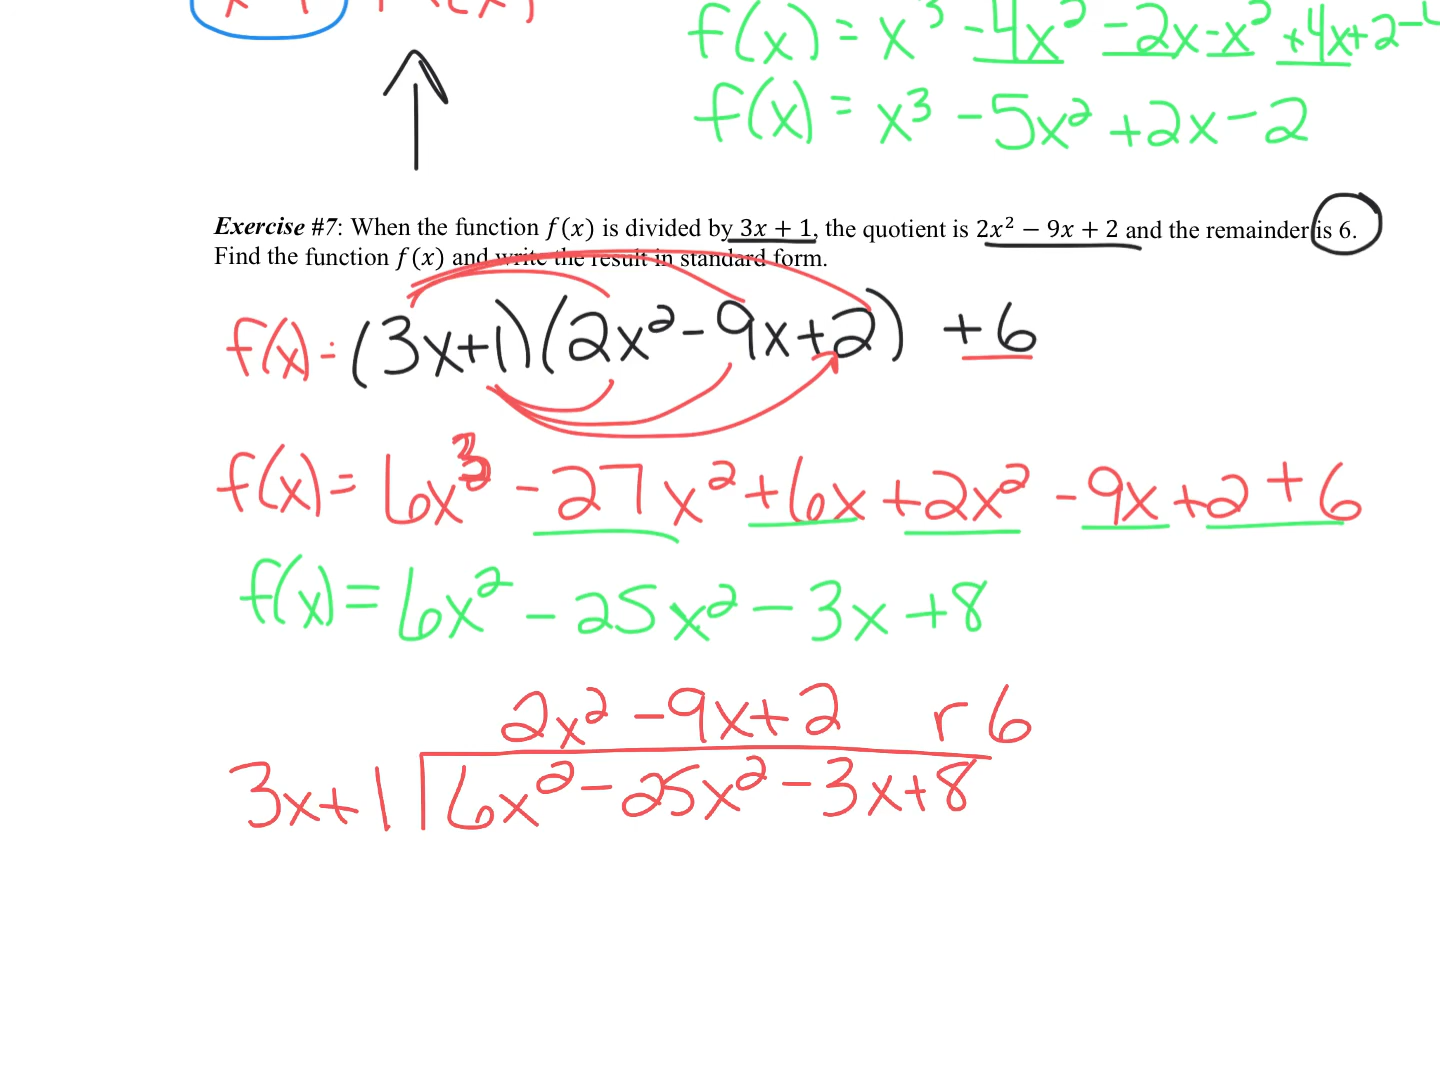 f(x) = x³ - 4x² - 2x - x² + 4x + 2 -
f(x) = x³ - 5x² + 2x - 2
Exercise #7: When the function f(x) is divided by 3x + 1, the quotient is 2x² − 9x + 2 and the remainder is 6.
Find the function f(x) and write the result in standard form.
f(x) = (3x+1)(2x² - 9x + 2) + 6
f(x) = 6x³ - 27x² + 6x + 2x² - 9x + 2 + 6
f(x) = 6x² - 25x² - 3x + 8
2x² - 9x + 2 r 6
3x + 1 | 6x² - 25x² - 3x + 8